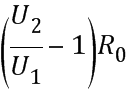 (U₂/U₁ − 1)R₀